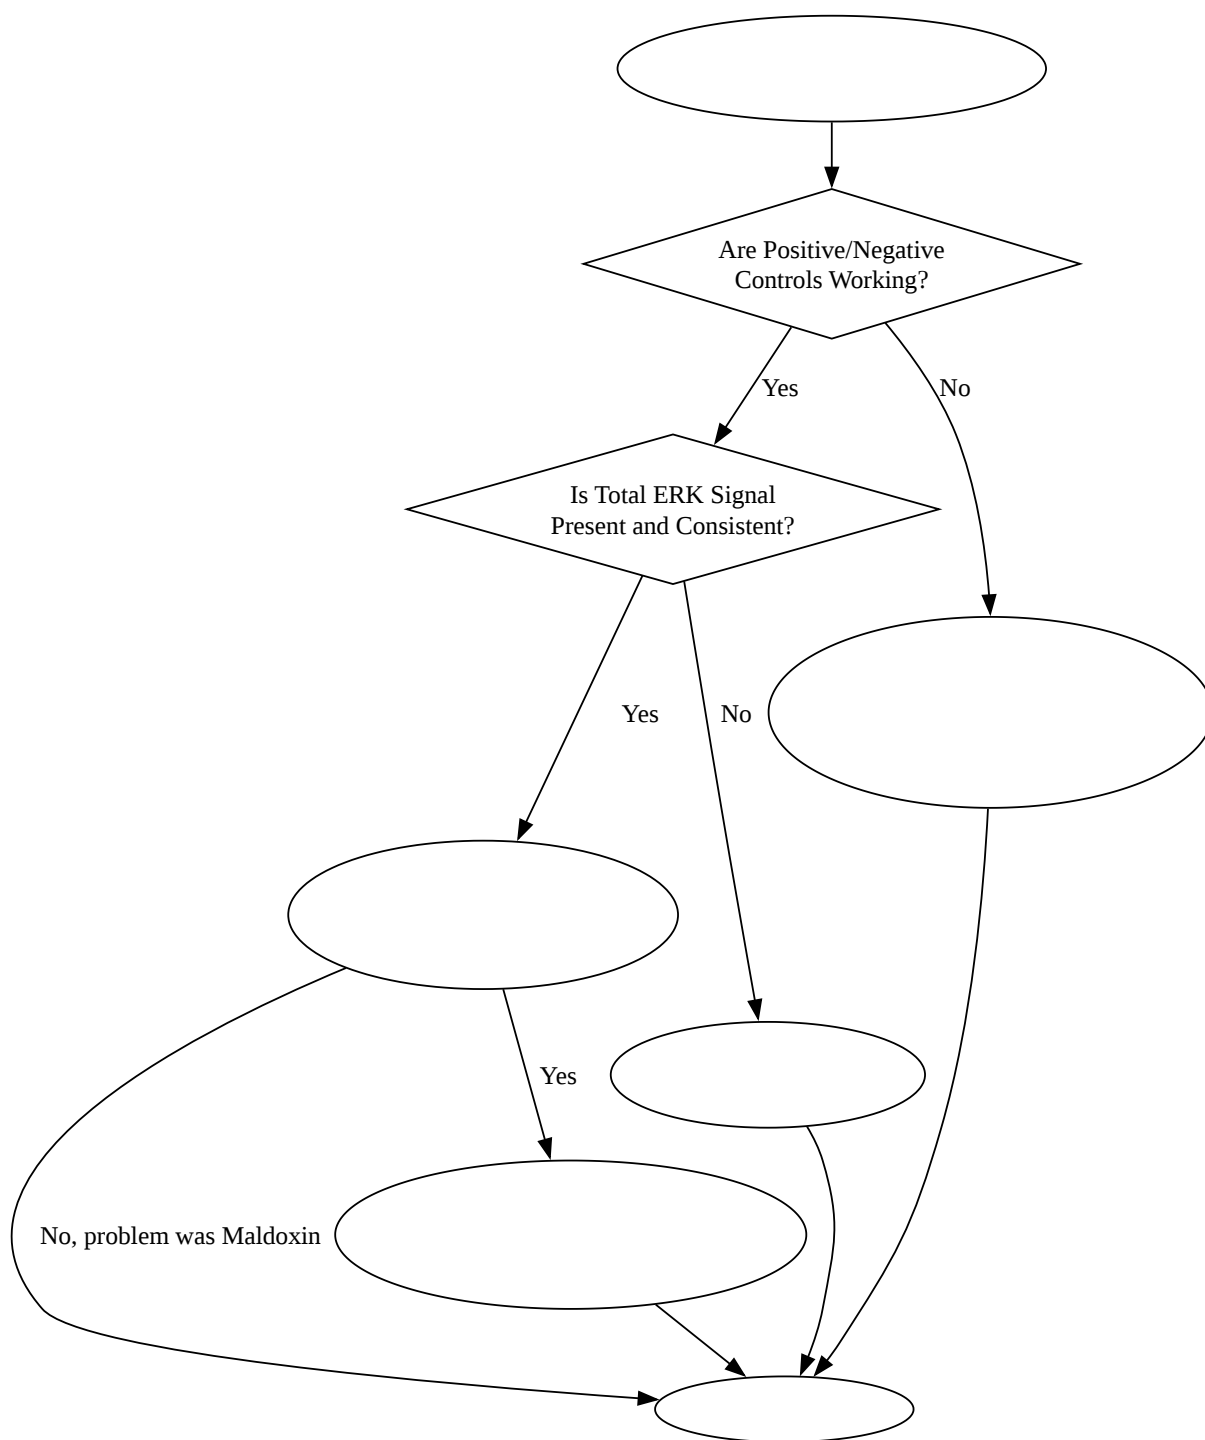 Are Positive/Negative
Controls Working?
Yes
No
Is Total ERK Signal
Present and Consistent?
Yes
No
Yes
No, problem was Maldoxin